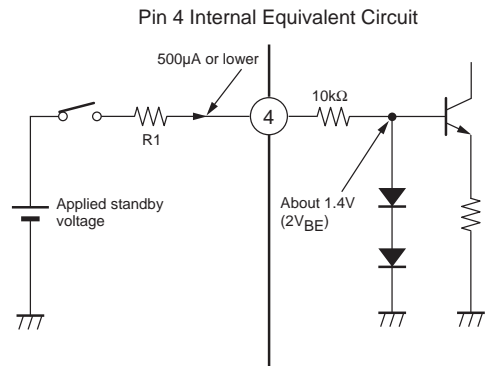 Pin 4 Internal Equivalent Circuit
500µA or lower
R1
4
10kΩ
Applied standby
voltage
About 1.4V
(2VBE)